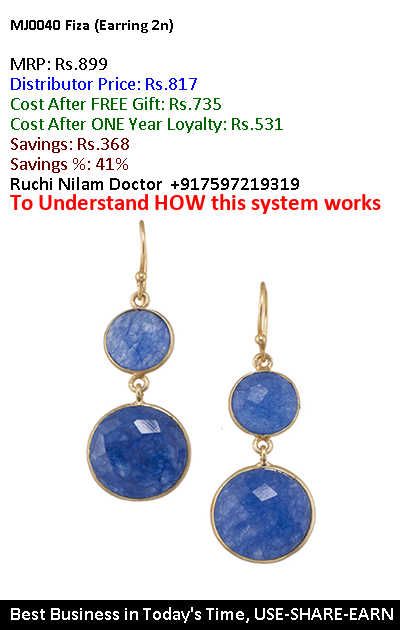 MJ0040 Fiza (Earring 2n)
MRP: Rs.899
Distributor Price: Rs.817
Cost After FREE Gift: Rs.735
Cost After ONE Year Loyalty: Rs.531
Savings: Rs.368
Savings %: 41%
Ruchi Nilam Doctor +917597219319
To Understand HOW this system works
Best Business in Today's Time, USE-SHARE-EARN